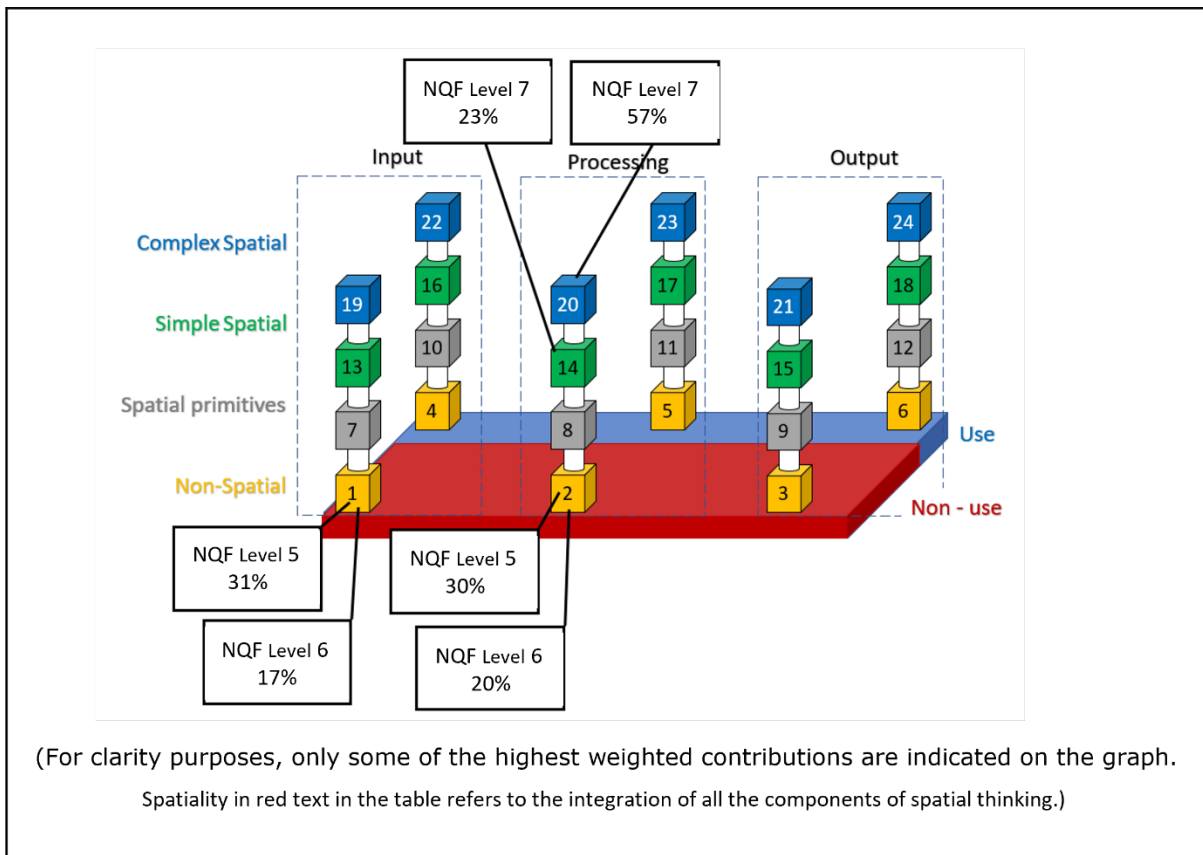 NQF Level 7
23%
NQF Level 7
57%
Input
Processing
Output
22
23
24
Complex Spatial
19
16
20
17
21
18
Simple Spatial
13
10
14
11
15
12
Spatial primitives
7
4
8
5
9
6
Use
Non-Spatial
1
2
3
Non - use
NQF Level 5
31%
NQF Level 5
30%
NQF Level 6
17%
NQF Level 6
20%
(For clarity purposes, only some of the highest weighted contributions are indicated on the graph.
Spatiality in red text in the table refers to the integration of all the components of spatial thinking.)